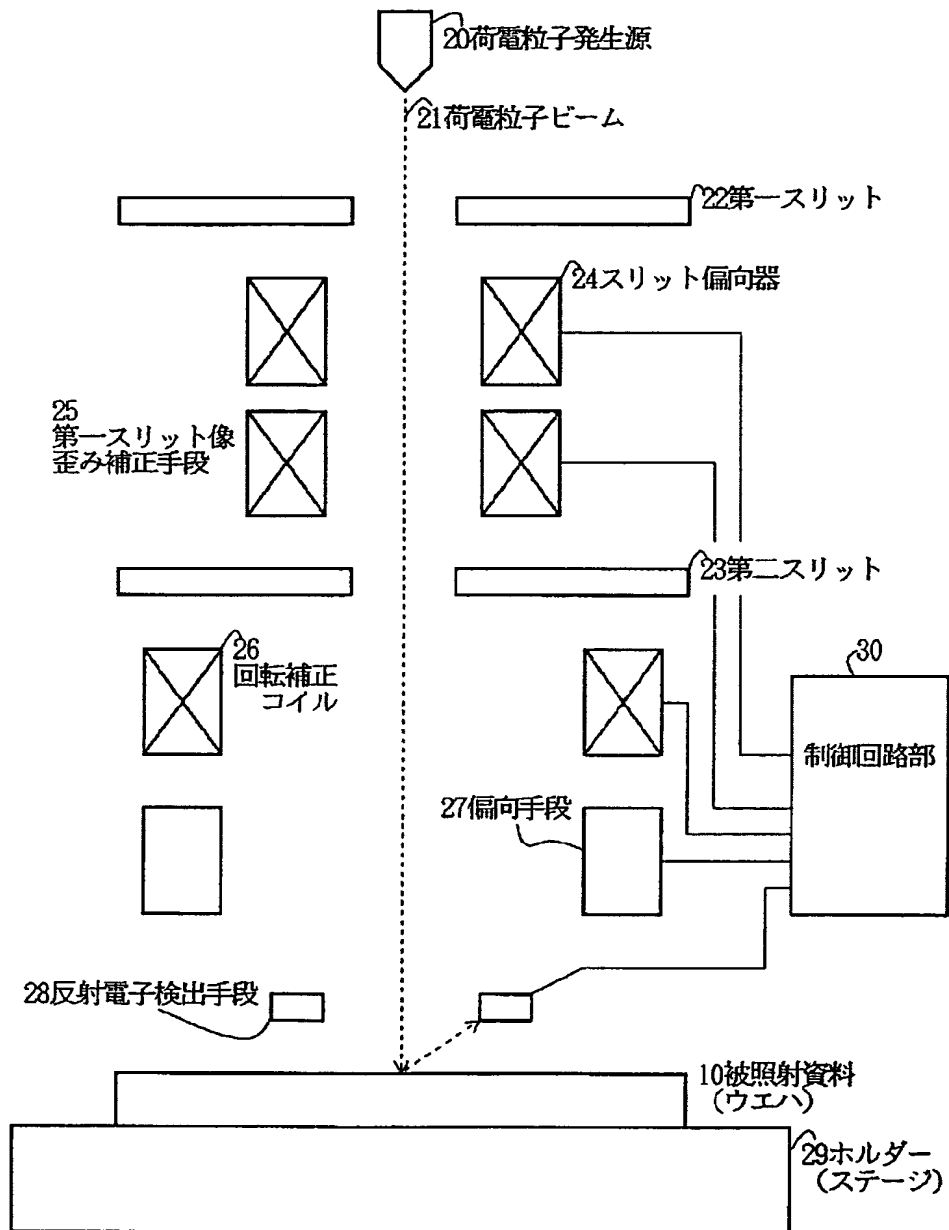 20荷電粒子発生源
21荷電粒子ビーム
22第一スリット
24スリット偏向器
25
第一スリット像
歪み補正手段
23第二スリット
26
回転補正
コイル
30
制御回路部
27偏向手段
28反射電子検出手段
10被照射資料
(ウエハ)
29ホルダー
(ステージ)